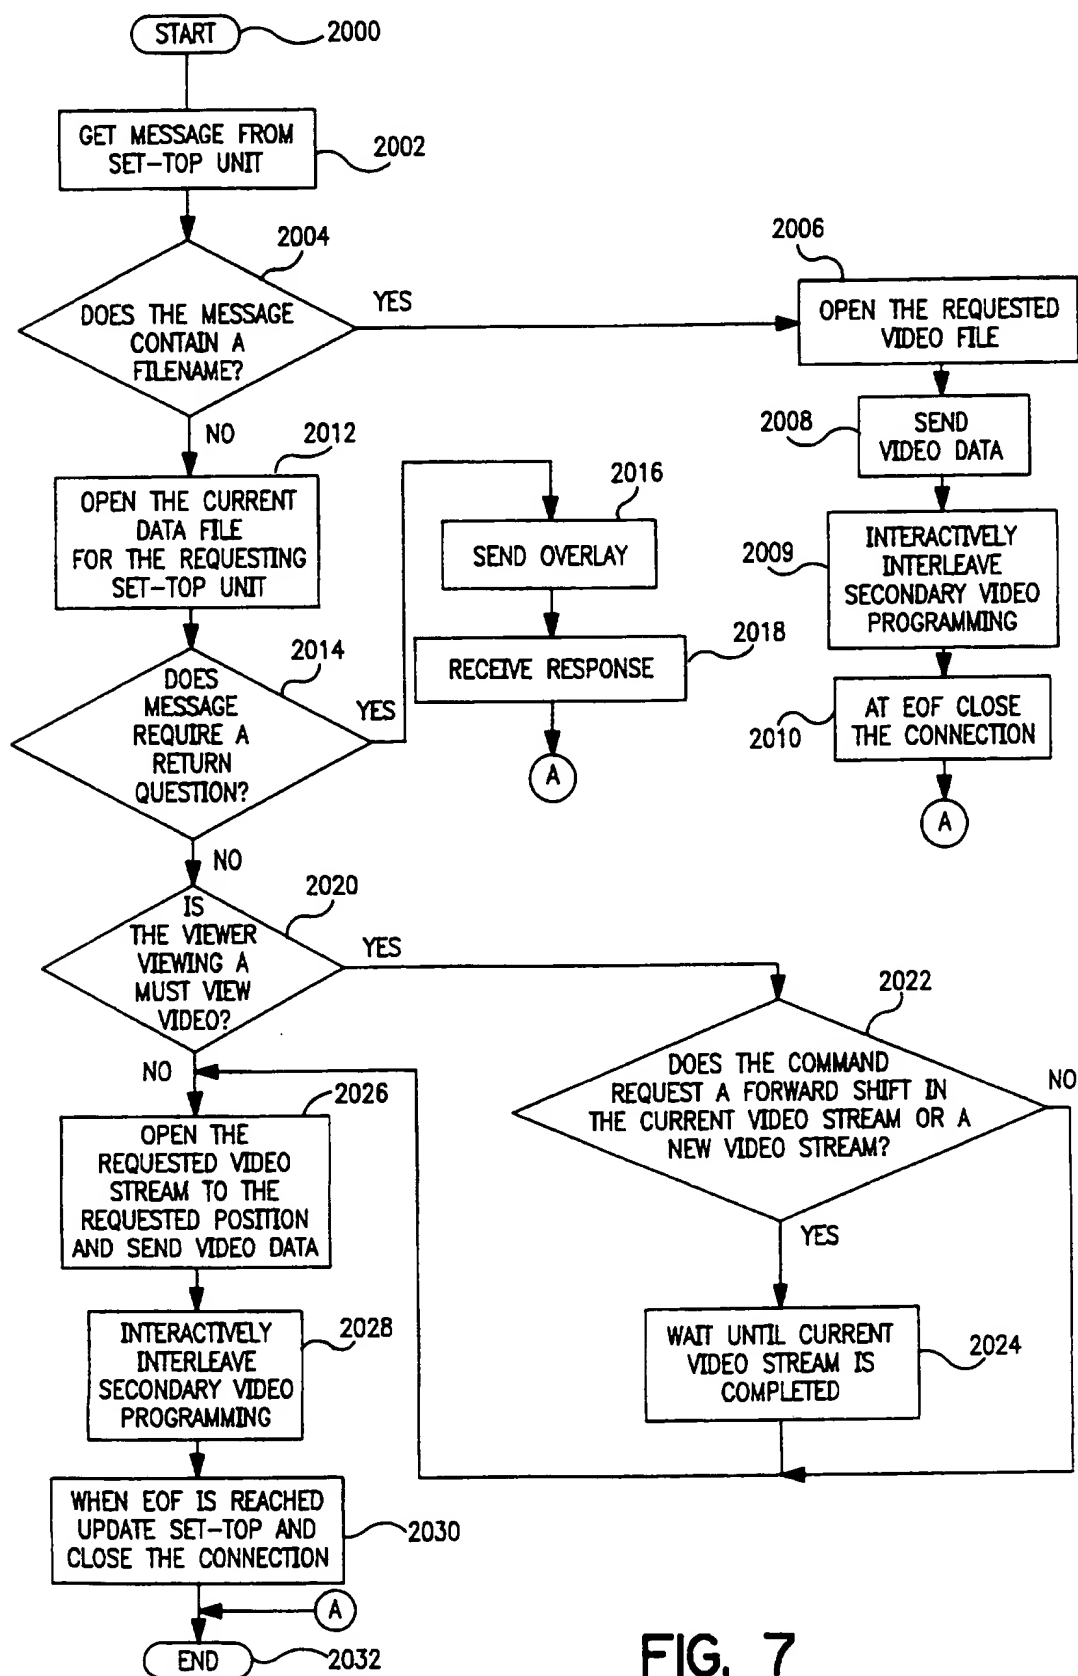 START
2000
GET MESSAGE FROM
SET-TOP UNIT
2002
2004
DOES THE MESSAGE
CONTAIN A
FILENAME?
YES
NO
2006
OPEN THE REQUESTED
VIDEO FILE
2008
SEND
VIDEO DATA
2009
INTERACTIVELY
INTERLEAVE
SECONDARY VIDEO
PROGRAMMING
2010
AT EOF CLOSE
THE CONNECTION
A
2012
OPEN THE CURRENT
DATA FILE
FOR THE REQUESTING
SET-TOP UNIT
2014
DOES
MESSAGE
REQUIRE A
RETURN
QUESTION?
YES
NO
2016
SEND OVERLAY
RECEIVE RESPONSE
2018
A
2020
IS
THE VIEWER
VIEWING A
MUST VIEW
VIDEO?
YES
NO
2022
DOES THE COMMAND
REQUEST A FORWARD SHIFT IN
THE CURRENT VIDEO STREAM OR A
NEW VIDEO STREAM?
NO
YES
WAIT UNTIL CURRENT
VIDEO STREAM IS
COMPLETED
2024
2026
OPEN THE
REQUESTED VIDEO
STREAM TO THE
REQUESTED POSITION
AND SEND VIDEO DATA
INTERACTIVELY
INTERLEAVE
SECONDARY VIDEO
PROGRAMMING
2028
WHEN EOF IS REACHED
UPDATE SET-TOP AND
CLOSE THE CONNECTION
2030
A
END
2032
FIG. 7